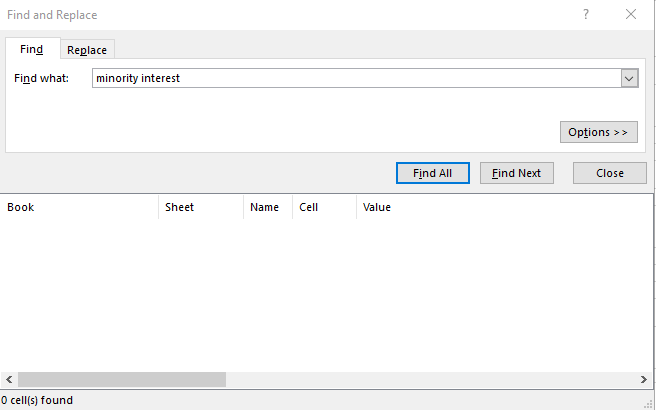 Find and Replace
?
Find Replace
Find what: minority interest
Options >>
Find All Find Next Close
Book Sheet Name Cell Value
0 cell(s) found